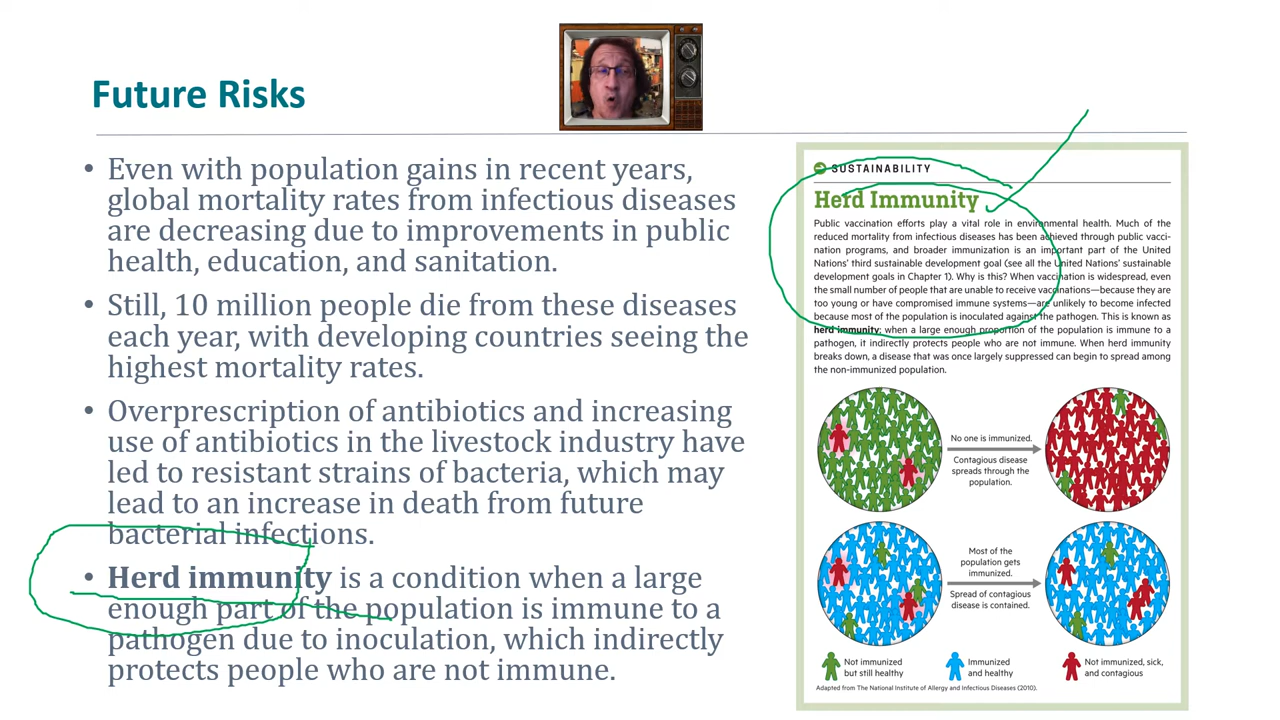 Future Risks
• Even with population gains in recent years,
global mortality rates from infectious diseases
are decreasing due to improvements in public
health, education, and sanitation.
• Still, 10 million people die from these diseases
each year, with developing countries seeing the
highest mortality rates.
• Overprescription of antibiotics and increasing
use of antibiotics in the livestock industry have
led to resistant strains of bacteria, which may
lead to an increase in death from future
bacterial infections.
• Herd immunity is a condition when a large
enough part of the population is immune to a
pathogen due to inoculation, which indirectly
protects people who are not immune.
SUSTAINABILITY
Herd Immunity
Public vaccination efforts play a vital role in environmental health. Much of the
reduced mortality from infectious diseases has been achieved through public vacci-
nation programs, and broader immunization is an important part of the United
Nations' third sustainable development goal (see all the United Nations' sustainable
development goals in Chapter 1). Why is this? When vaccination is widespread, even
the small number of people that are unable to receive vaccinations—because they are
too young or have compromised immune systems—are unlikely to become infected
because most of the population is inoculated against the pathogen. This is known as
herd immunity: when a large enough proportion of the population is immune to a
pathogen, it indirectly protects people who are not immune. When herd immunity
breaks down, a disease that was once largely suppressed can begin to spread among
the non-immunized population.
No one is immunized.
Contagious disease
spreads through the
population.
Most of the
population gets
immunized.
Spread of contagious
disease is contained.
Not immunized
but still healthy
Immunized
and healthy
Not immunized, sick,
and contagious
Adapted from The National Institute of Allergy and Infectious Diseases (2010).